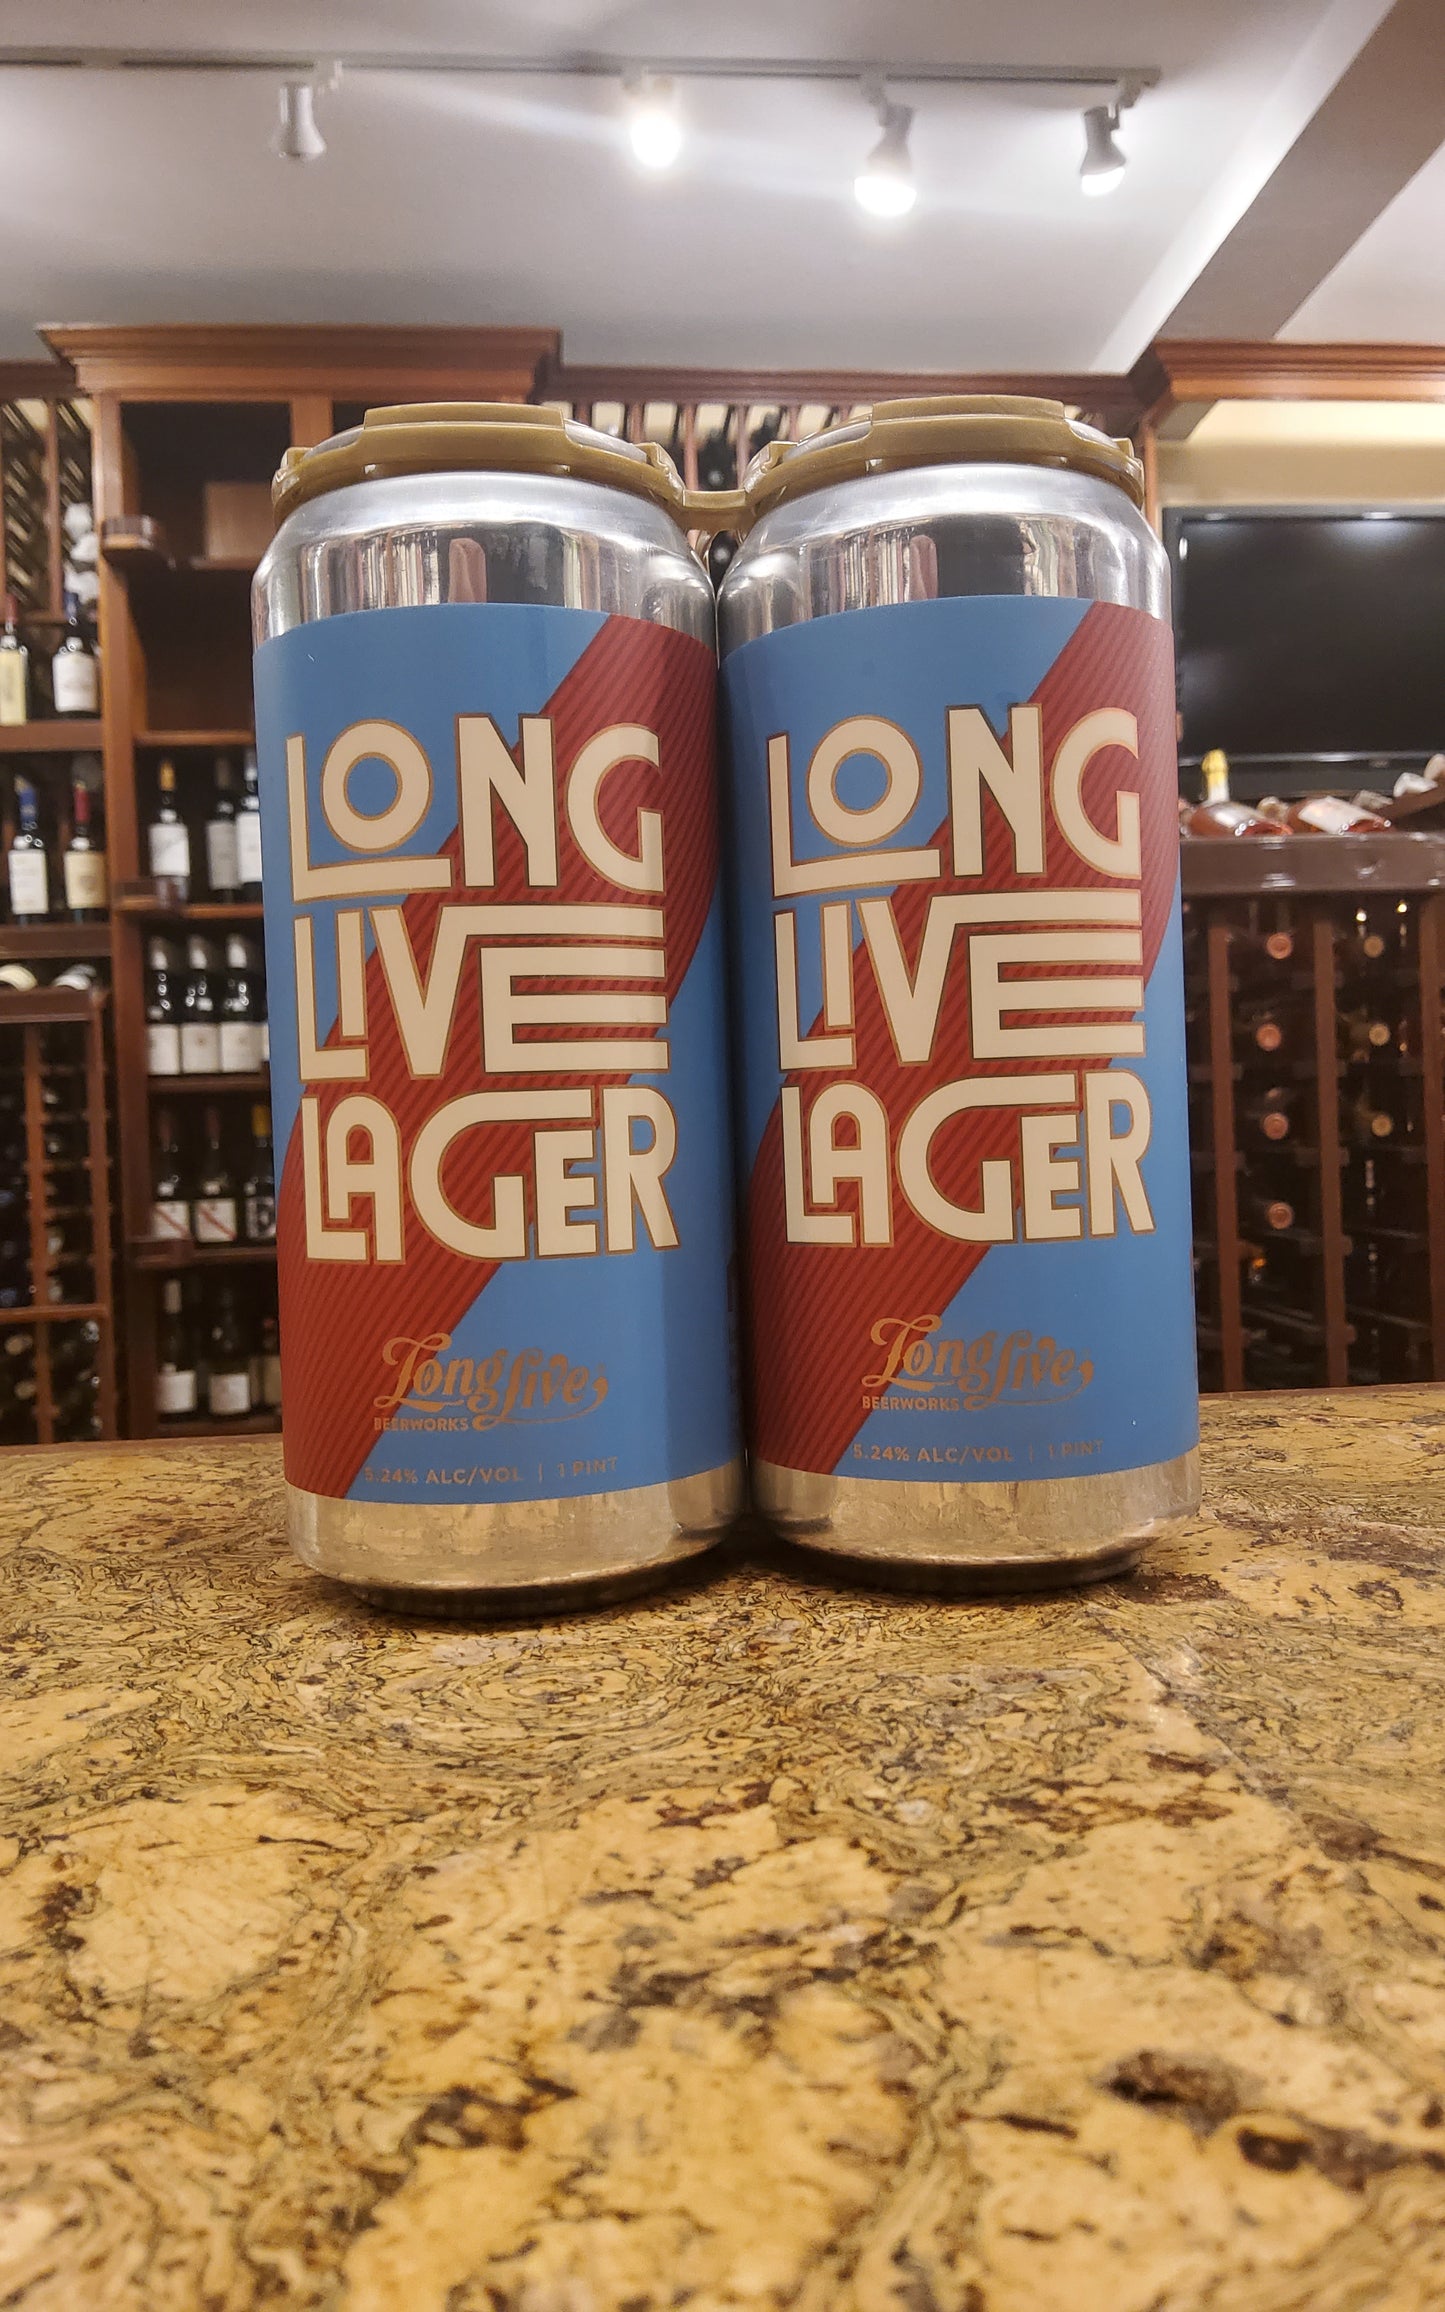 LONG
LIVE
LAGER
Long Live
BEERWORKS
5.24% ALC/VOL | 1 PINT
LONG
LIVE
LAGER
Long Live
BEERWORKS
5.24% ALC/VOL | 1 PINT